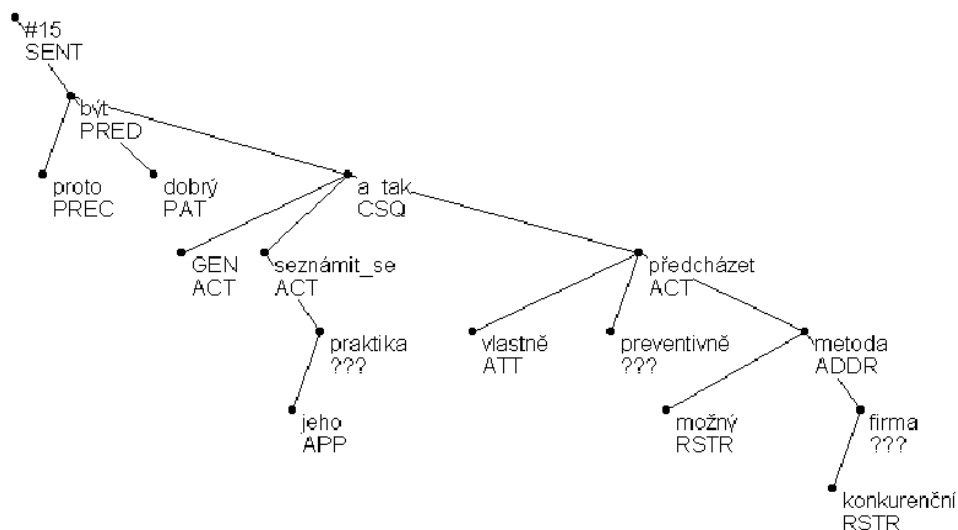 #15
SENT
být
PRED
proto
PREC
dobrý
PAT
a_tak
CSQ
GEN
ACT
seznámit_se
ACT
předcházet
ACT
praktika
???
vlastně
ATT
preventivně
???
metoda
ADDR
jeho
APP
možný
RSTR
firma
???
konkurenční
RSTR